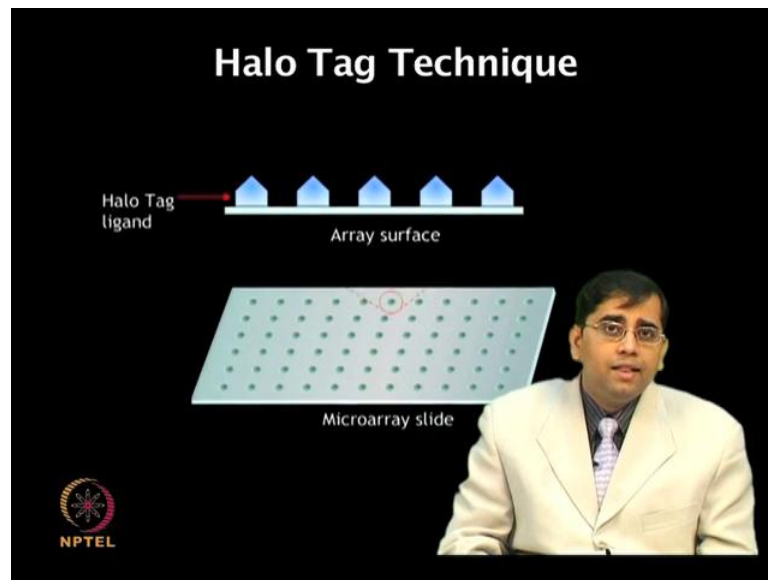 Halo Tag Technique
Halo Tag
ligand
Array surface
Microarray slide
NPTEL